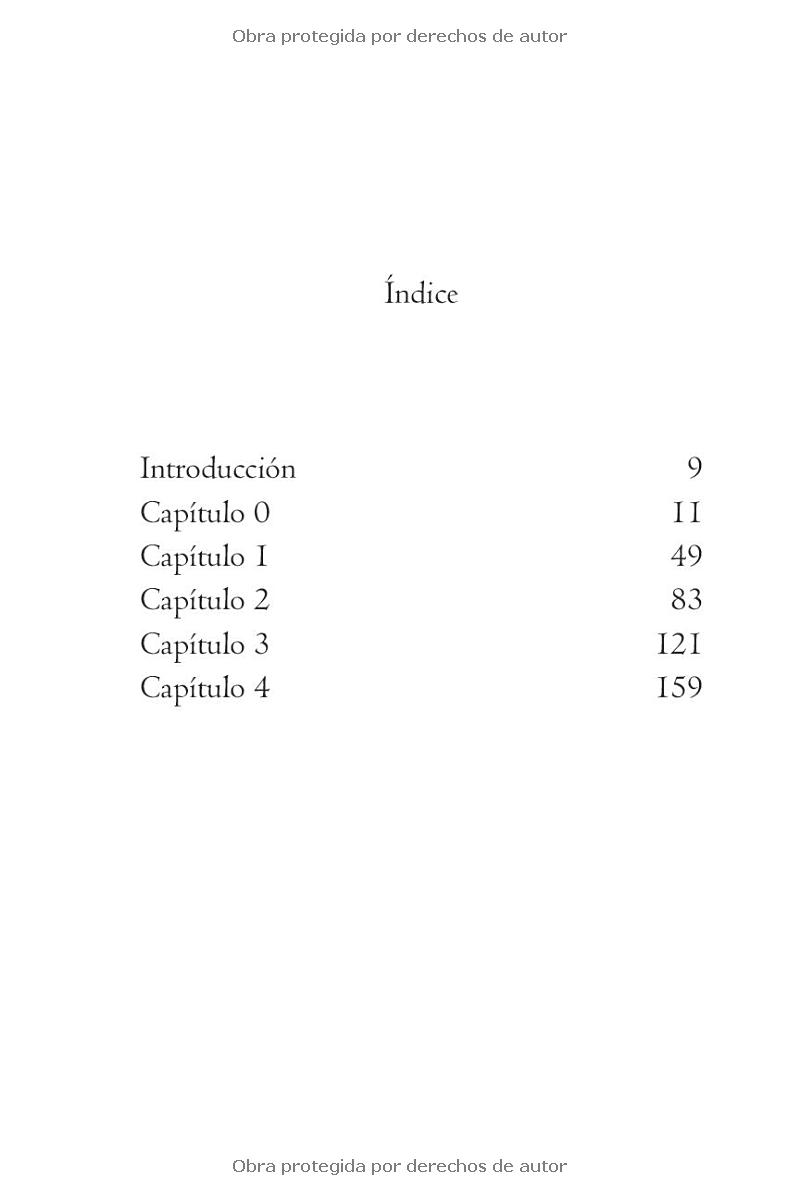 Obra protegida por derechos de autor
Índice
Introducción 9
Capítulo 0 11
Capítulo 1 49
Capítulo 2 83
Capítulo 3 121
Capítulo 4 159
Obra protegida por derechos de autor